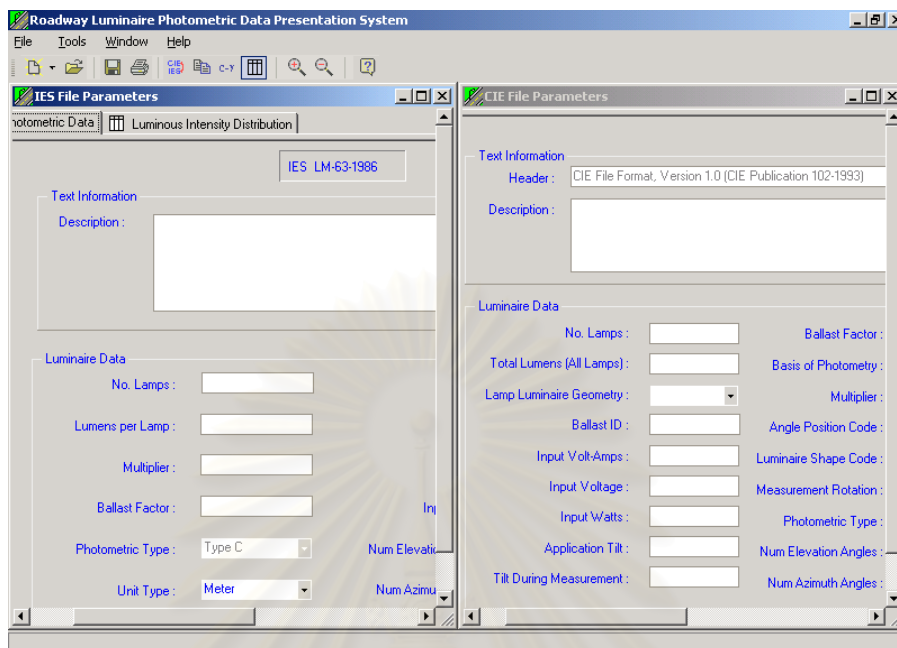 Roadway Luminaire Photometric Data Presentation System
File Tools Window Help
CIE IES C-γ
IES File Parameters
hotometric Data Luminous Intensity Distribution
IES LM-63-1986
Text Information
Description :
Luminaire Data
No. Lamps :
Lumens per Lamp :
Multiplier :
Ballast Factor : Inp
Photometric Type : Type C Num Elevatic
Unit Type : Meter Num Azimu
CIE File Parameters
Text Information
Header : CIE File Format, Version 1.0 (CIE Publication 102-1993)
Description :
Luminaire Data
No. Lamps : Ballast Factor :
Total Lumens (All Lamps) : Basis of Photometry :
Lamp Luminaire Geometry : Multiplier :
Ballast ID : Angle Position Code :
Input Volt-Amps : Luminaire Shape Code :
Input Voltage : Measurement Rotation :
Input Watts : Photometric Type :
Application Tilt : Num Elevation Angles :
Tilt During Measurement : Num Azimuth Angles :